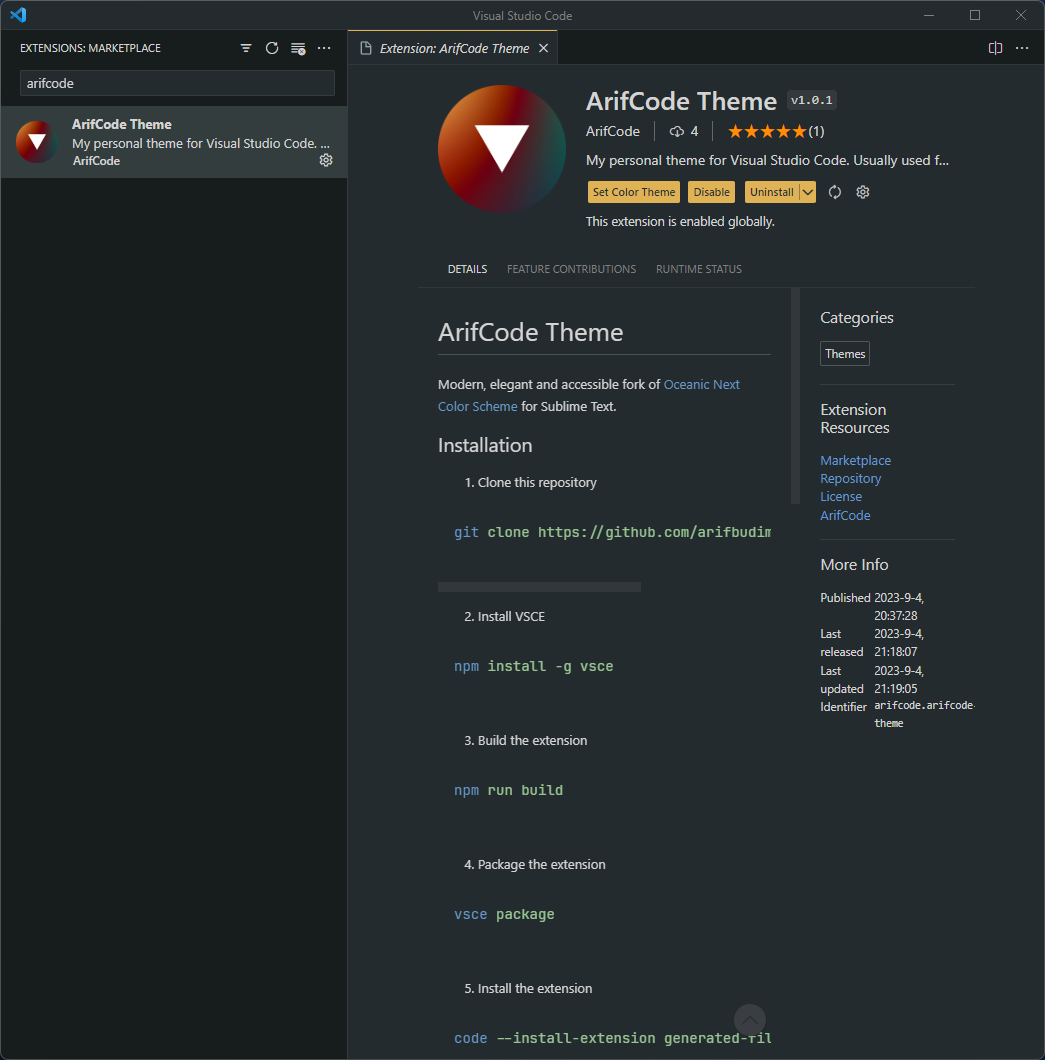 Visual Studio Code
EXTENSIONS: MARKETPLACE
arifcode
ArifCode Theme
My personal theme for Visual Studio Code. ...
ArifCode
Extension: ArifCode Theme
ArifCode Theme v1.0.1
ArifCode 4 (1)
My personal theme for Visual Studio Code. Usually used f...
Set Color Theme Disable Uninstall
This extension is enabled globally.
DETAILS FEATURE CONTRIBUTIONS RUNTIME STATUS
ArifCode Theme
Modern, elegant and accessible fork of Oceanic Next
Color Scheme for Sublime Text.
Installation
1. Clone this repository
git clone https://github.com/arifbudim
2. Install VSCE
npm install -g vsce
3. Build the extension
npm run build
4. Package the extension
vsce package
5. Install the extension
code --install-extension generated-fil
Categories
Themes
Extension
Resources
Marketplace
Repository
License
ArifCode
More Info
Published 2023-9-4,
20:37:28
Last 2023-9-4,
released 21:18:07
Last 2023-9-4,
updated 21:19:05
Identifier arifcode.arifcode-
theme